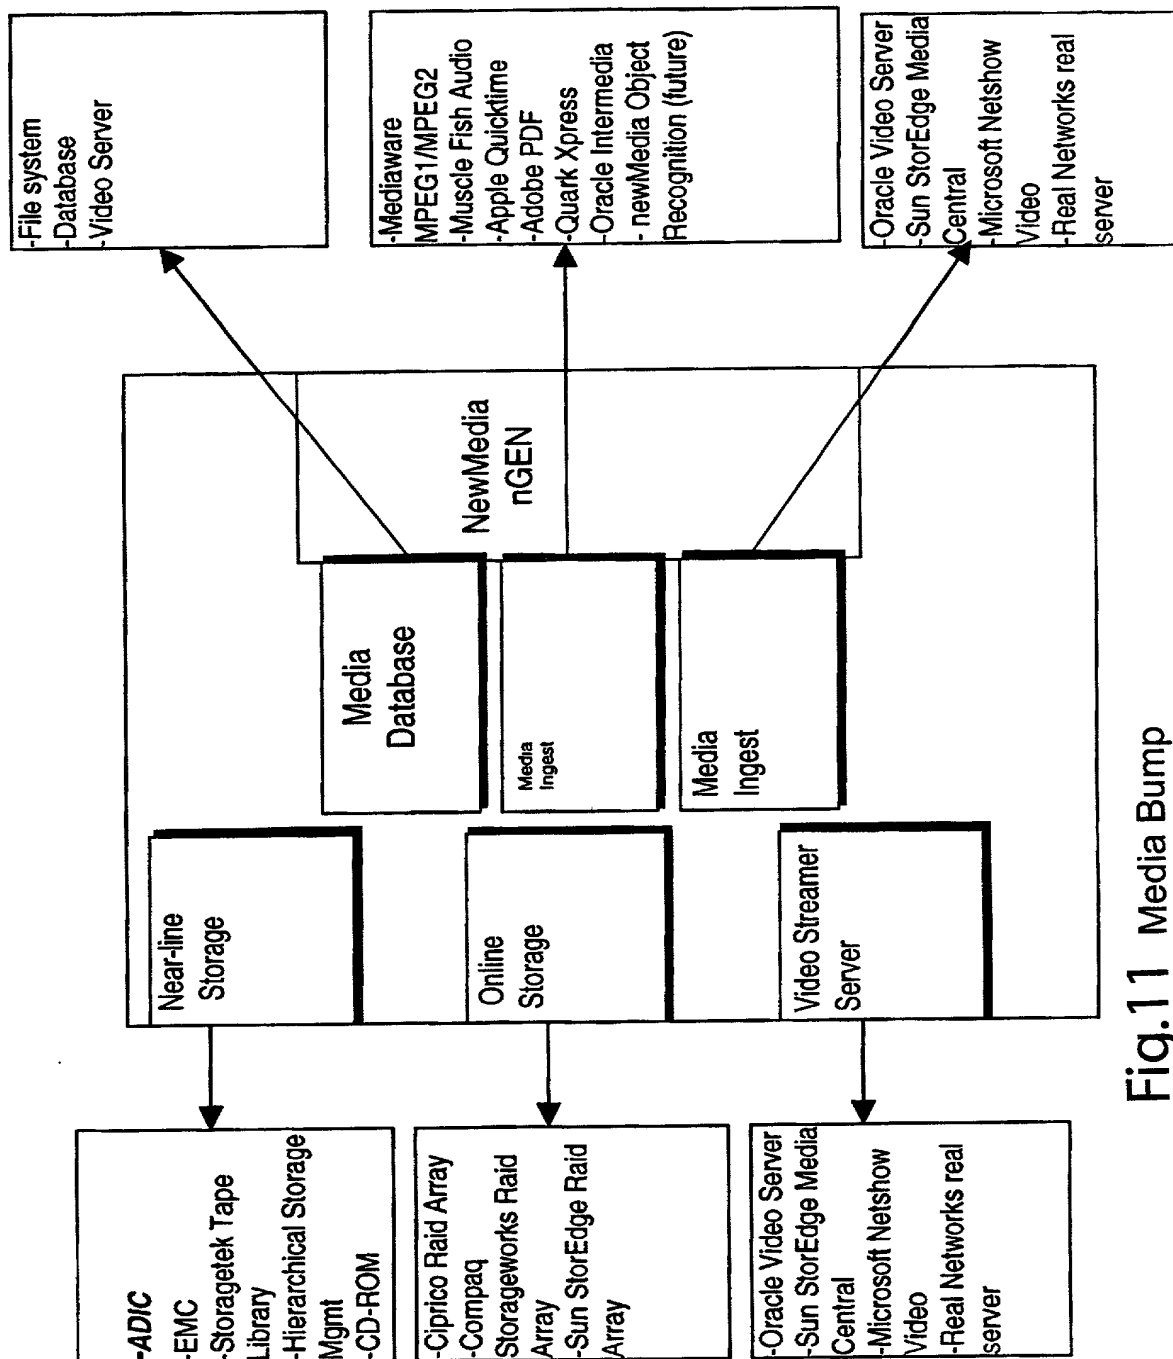 -File system
-Database
-Video Server
-Mediaware
MPEG1/MPEG2
-Muscle Fish Audio
-Apple Quicktime
-Adobe PDF
-Quark Xpress
-Oracle Intermedia
- newMedia Object
Recognition (future)
-Oracle Video Server
-Sun StorEdge Media
Central
-Microsoft Netshow
Video
-Real Networks real
server
NewMedia
nGEN
Media
Database
Media
Ingest
Media
Ingest
Near-line
Storage
Online
Storage
Video Streamer
Server
-ADIC
-EMC
-Storagetek Tape
Library
-Hierarchical Storage
Mgmt
-CD-ROM
-Ciprico Raid Array
-Compaq
Storageworks Raid
Array
-Sun StorEdge Raid
Array
-Oracle Video Server
-Sun StorEdge Media
Central
-Microsoft Netshow
Video
-Real Networks real
server
Fig.11 Media Bump